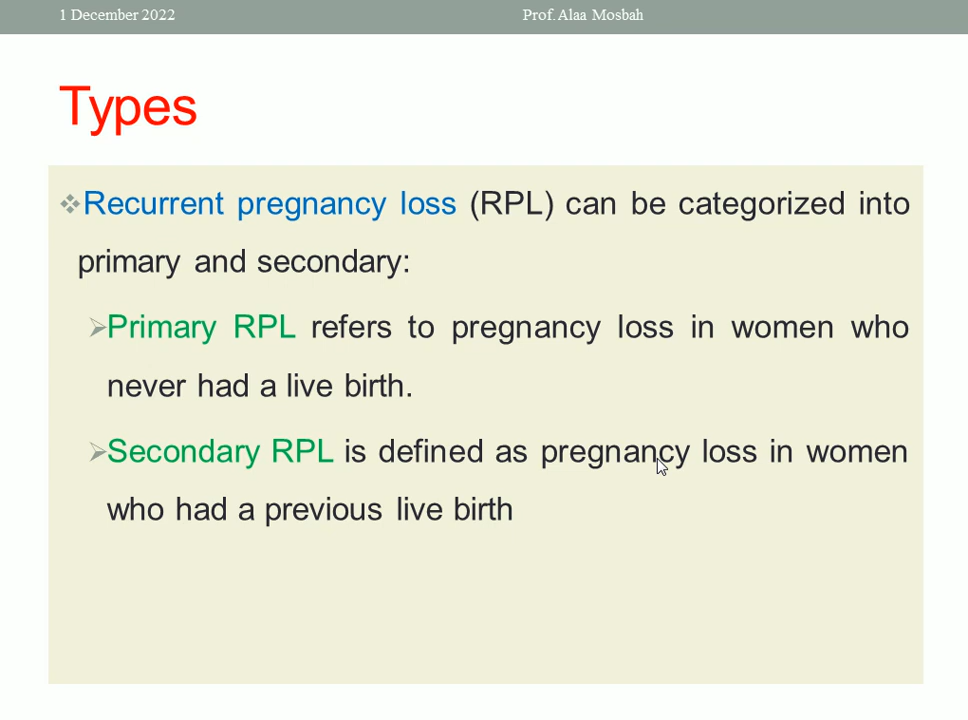 1 December 2022 Prof. Alaa Mosbah
Types
Recurrent pregnancy loss (RPL) can be categorized into
primary and secondary:
Primary RPL refers to pregnancy loss in women who
never had a live birth.
Secondary RPL is defined as pregnancy loss in women
who had a previous live birth